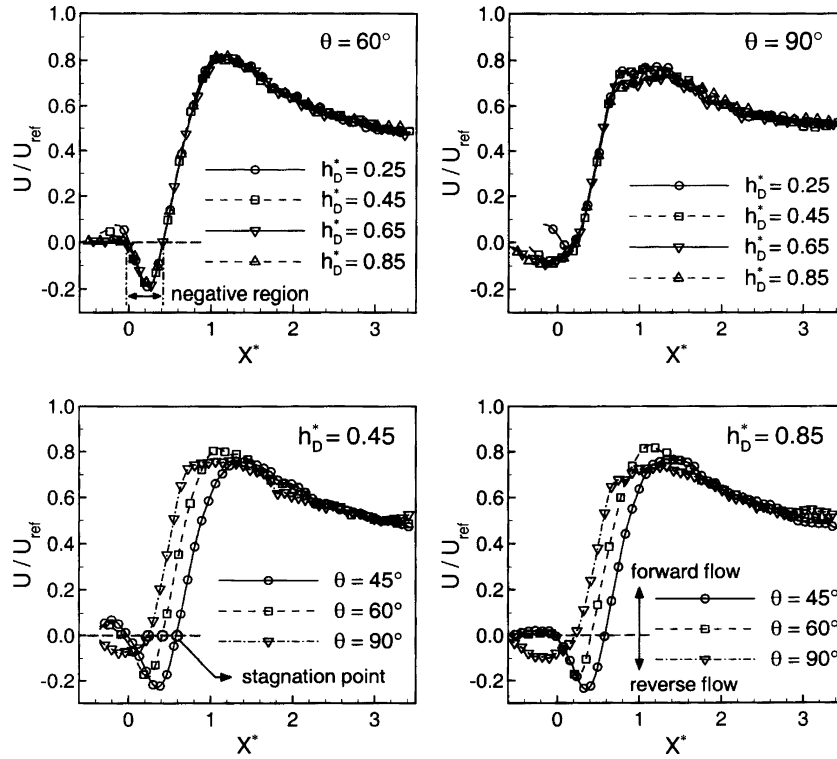 1.0
0.8
0.6
0.4
0.2
0.0
-0.2
U / U_ref
θ = 60°
h*_D = 0.25
h*_D = 0.45
h*_D = 0.65
h*_D = 0.85
negative region
0 1 2 3
X*
1.0
0.8
0.6
0.4
0.2
0.0
-0.2
U / U_ref
θ = 90°
h*_D = 0.25
h*_D = 0.45
h*_D = 0.65
h*_D = 0.85
0 1 2 3
X*
1.0
0.8
0.6
0.4
0.2
0.0
-0.2
U / U_ref
h*_D = 0.45
θ = 45°
θ = 60°
θ = 90°
stagnation point
0 1 2 3
X*
1.0
0.8
0.6
0.4
0.2
0.0
-0.2
U / U_ref
h*_D = 0.85
forward flow
θ = 45°
θ = 60°
θ = 90°
reverse flow
0 1 2 3
X*